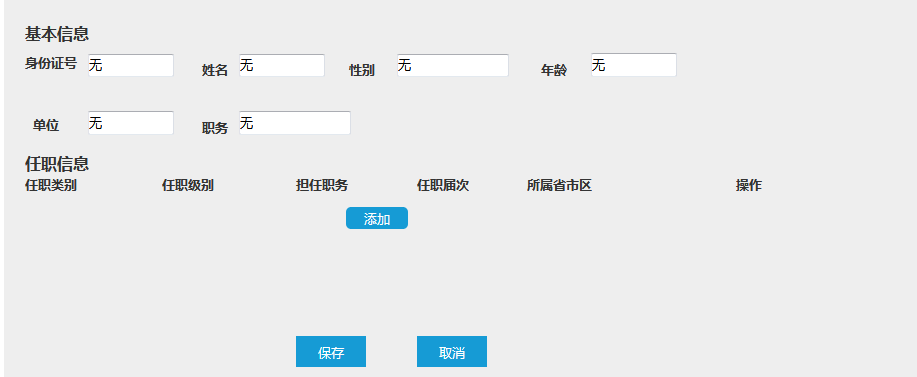 基本信息
身份证号 无 姓名 无 性别 无 年龄 无
单位 无 职务 无
任职信息
任职类别 任职级别 担任职务 任职届次 所属省市区 操作
添加
保存 取消